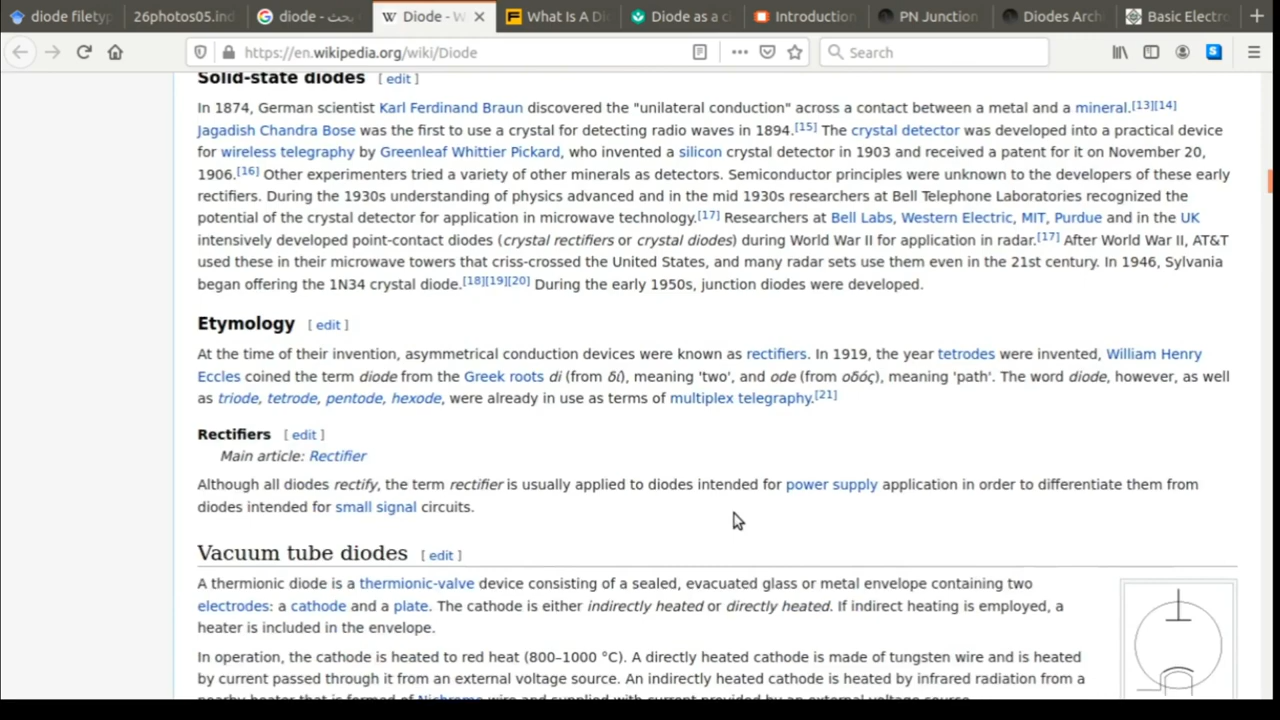 diode filetyp
26photos05.ind
diode - بحث
Diode - W
What Is A Di
Diode as a ci
Introduction
PN Junction
Diodes Arch
Basic Electro
https://en.wikipedia.org/wiki/Diode
Search
Solid-state diodes [ edit ]
In 1874, German scientist Karl Ferdinand Braun discovered the "unilateral conduction" across a contact between a metal and a mineral.[13][14]
Jagadish Chandra Bose was the first to use a crystal for detecting radio waves in 1894.[15] The crystal detector was developed into a practical device
for wireless telegraphy by Greenleaf Whittier Pickard, who invented a silicon crystal detector in 1903 and received a patent for it on November 20,
1906.[16] Other experimenters tried a variety of other minerals as detectors. Semiconductor principles were unknown to the developers of these early
rectifiers. During the 1930s understanding of physics advanced and in the mid 1930s researchers at Bell Telephone Laboratories recognized the
potential of the crystal detector for application in microwave technology.[17] Researchers at Bell Labs, Western Electric, MIT, Purdue and in the UK
intensively developed point-contact diodes (crystal rectifiers or crystal diodes) during World War II for application in radar.[17] After World War II, AT&T
used these in their microwave towers that criss-crossed the United States, and many radar sets use them even in the 21st century. In 1946, Sylvania
began offering the 1N34 crystal diode.[18][19][20] During the early 1950s, junction diodes were developed.
Etymology [ edit ]
At the time of their invention, asymmetrical conduction devices were known as rectifiers. In 1919, the year tetrodes were invented, William Henry
Eccles coined the term diode from the Greek roots di (from δί), meaning 'two', and ode (from οδός), meaning 'path'. The word diode, however, as well
as triode, tetrode, pentode, hexode, were already in use as terms of multiplex telegraphy.[21]
Rectifiers [ edit ]
Main article: Rectifier
Although all diodes rectify, the term rectifier is usually applied to diodes intended for power supply application in order to differentiate them from
diodes intended for small signal circuits.
Vacuum tube diodes [ edit ]
A thermionic diode is a thermionic-valve device consisting of a sealed, evacuated glass or metal envelope containing two
electrodes: a cathode and a plate. The cathode is either indirectly heated or directly heated. If indirect heating is employed, a
heater is included in the envelope.
In operation, the cathode is heated to red heat (800–1000 °C). A directly heated cathode is made of tungsten wire and is heated
by current passed through it from an external voltage source. An indirectly heated cathode is heated by infrared radiation from a
nearby heater that is formed of Nichrome wire and supplied with current provided by an external voltage source.